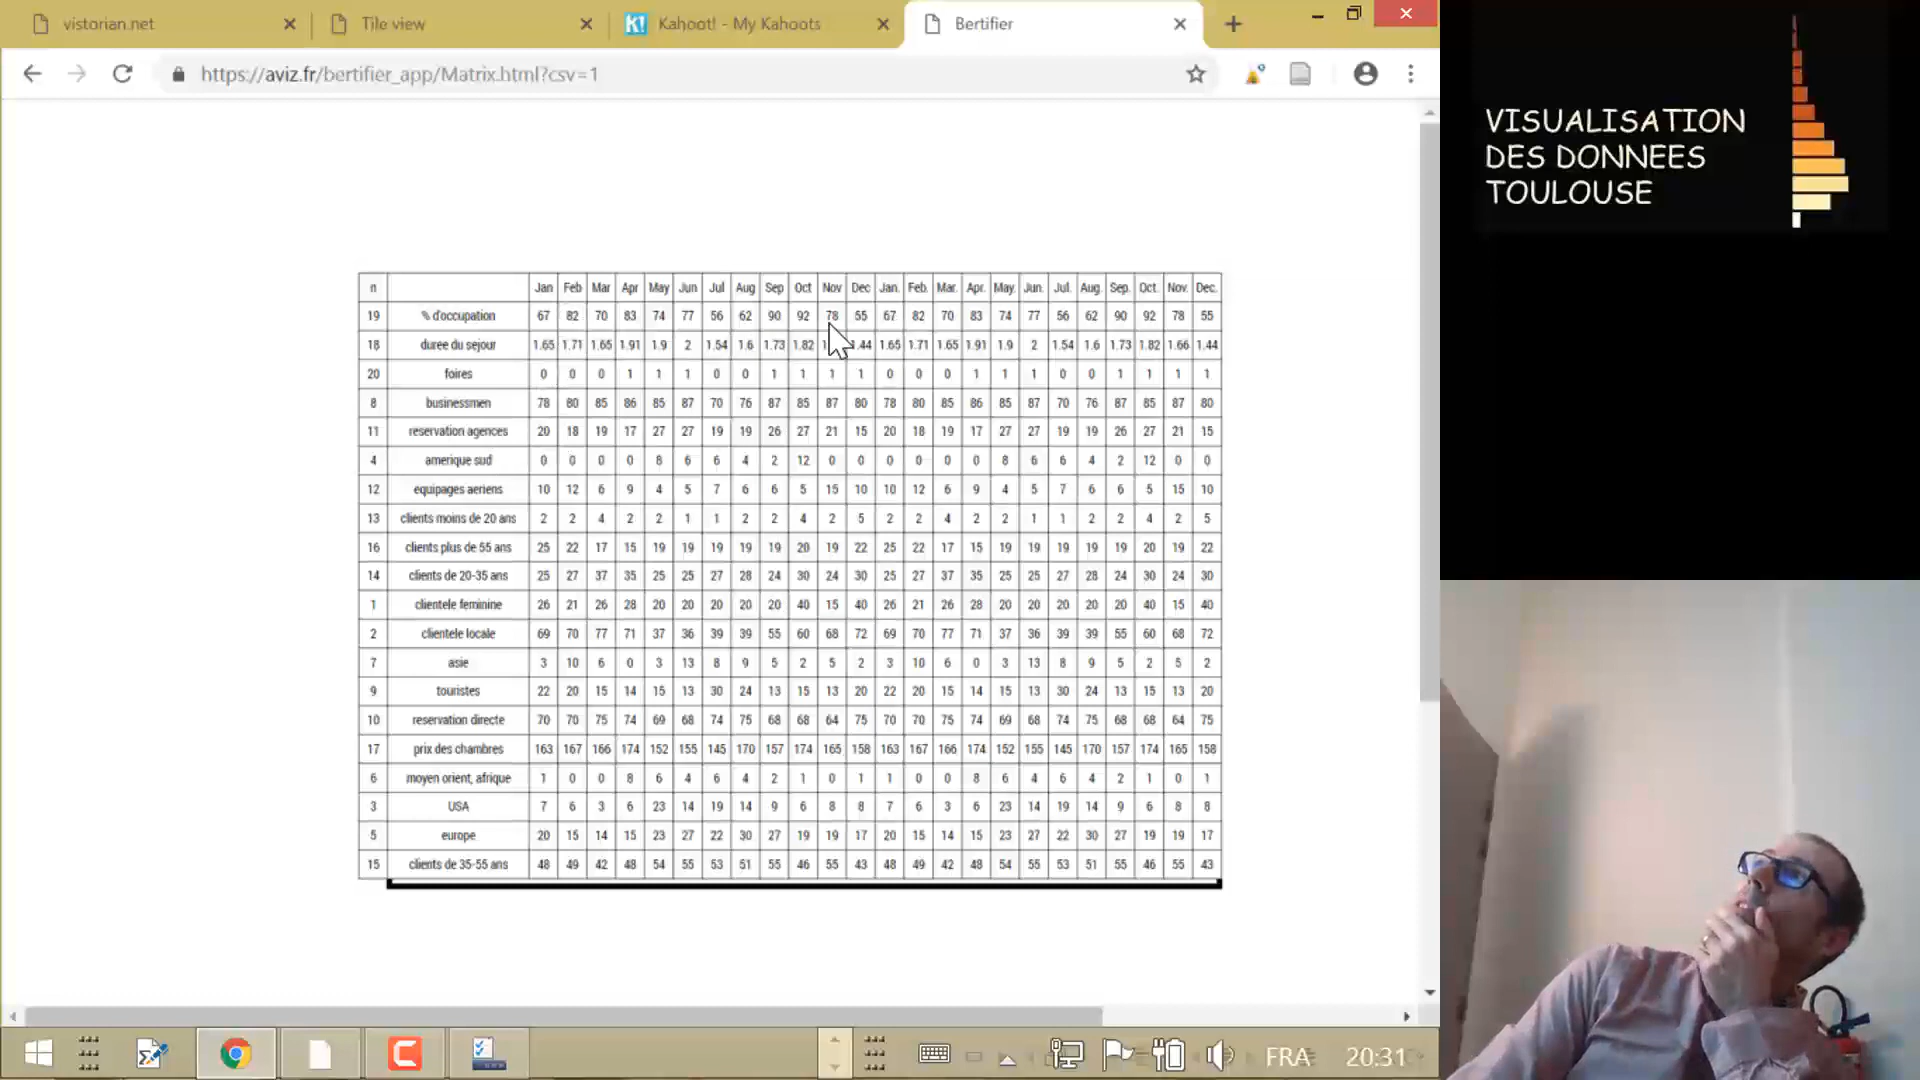 vistorian.net
Tile view
K! Kahoot! - My Kahoots
Bertifier
https://aviz.fr/bertifier_app/Matrix.html?csv=1
VISUALISATION
DES DONNEES
TOULOUSE
n Jan Feb Mar Apr May Jun Jul Aug Sep Oct Nov Dec Jan. Feb. Mar. Apr. May. Jun. Jul. Aug. Sep. Oct. Nov. Dec.
19 % d'occupation 67 82 70 83 74 77 56 62 90 92 78 55 67 82 70 83 74 77 56 62 90 92 78 55
18 duree du sejour 1.65 1.71 1.65 1.91 1.9 2 1.54 1.6 1.73 1.82 1.44 1.65 1.71 1.65 1.91 1.9 2 1.54 1.6 1.73 1.82 1.66 1.44
20 foires 0 0 0 1 1 1 0 0 1 1 1 1 0 0 0 1 1 1 0 0 1 1 1 1
8 businessmen 78 80 85 86 85 87 70 76 87 85 87 80 78 80 85 86 85 87 70 76 87 85 87 80
11 reservation agences 20 18 19 17 27 27 19 19 26 27 21 15 20 18 19 17 27 27 19 19 26 27 21 15
4 amerique sud 0 0 0 0 8 6 6 4 2 12 0 0 0 0 0 0 8 6 6 4 2 12 0 0
12 equipages aeriens 10 12 6 9 4 5 7 6 6 5 15 10 10 12 6 9 4 5 7 6 6 5 15 10
13 clients moins de 20 ans 2 2 4 2 2 1 1 2 2 4 2 5 2 2 4 2 2 1 1 2 2 4 2 5
16 clients plus de 55 ans 25 22 17 15 19 19 19 19 19 20 19 22 25 22 17 15 19 19 19 19 19 20 19 22
14 clients de 20-35 ans 25 27 37 35 25 25 27 28 24 30 24 30 25 27 37 35 25 25 27 28 24 30 24 30
1 clientele feminine 26 21 26 28 20 20 20 20 20 40 15 40 26 21 26 28 20 20 20 20 20 40 15 40
2 clientele locale 69 70 77 71 37 36 39 39 55 60 68 72 69 70 77 71 37 36 39 39 55 60 68 72
7 asie 3 10 6 0 3 13 8 9 5 2 5 2 3 10 6 0 3 13 8 9 5 2 5 2
9 touristes 22 20 15 14 15 13 30 24 13 15 13 20 22 20 15 14 15 13 30 24 13 15 13 20
10 reservation directe 70 70 75 74 69 68 74 75 68 68 64 75 70 70 75 74 69 68 74 75 68 68 64 75
17 prix des chambres 163 167 166 174 152 155 145 170 157 174 165 158 163 167 166 174 152 155 145 170 157 174 165 158
6 moyen orient, afrique 1 0 0 8 6 4 6 4 2 1 0 1 1 0 0 8 6 4 6 4 2 1 0 1
3 USA 7 6 3 6 23 14 19 14 9 6 8 8 7 6 3 6 23 14 19 14 9 6 8 8
5 europe 20 15 14 15 23 27 22 30 27 19 19 17 20 15 14 15 23 27 22 30 27 19 19 17
15 clients de 35-55 ans 48 49 42 48 54 55 53 51 55 46 55 43 48 49 42 48 54 55 53 51 55 46 55 43
FRA 20:31